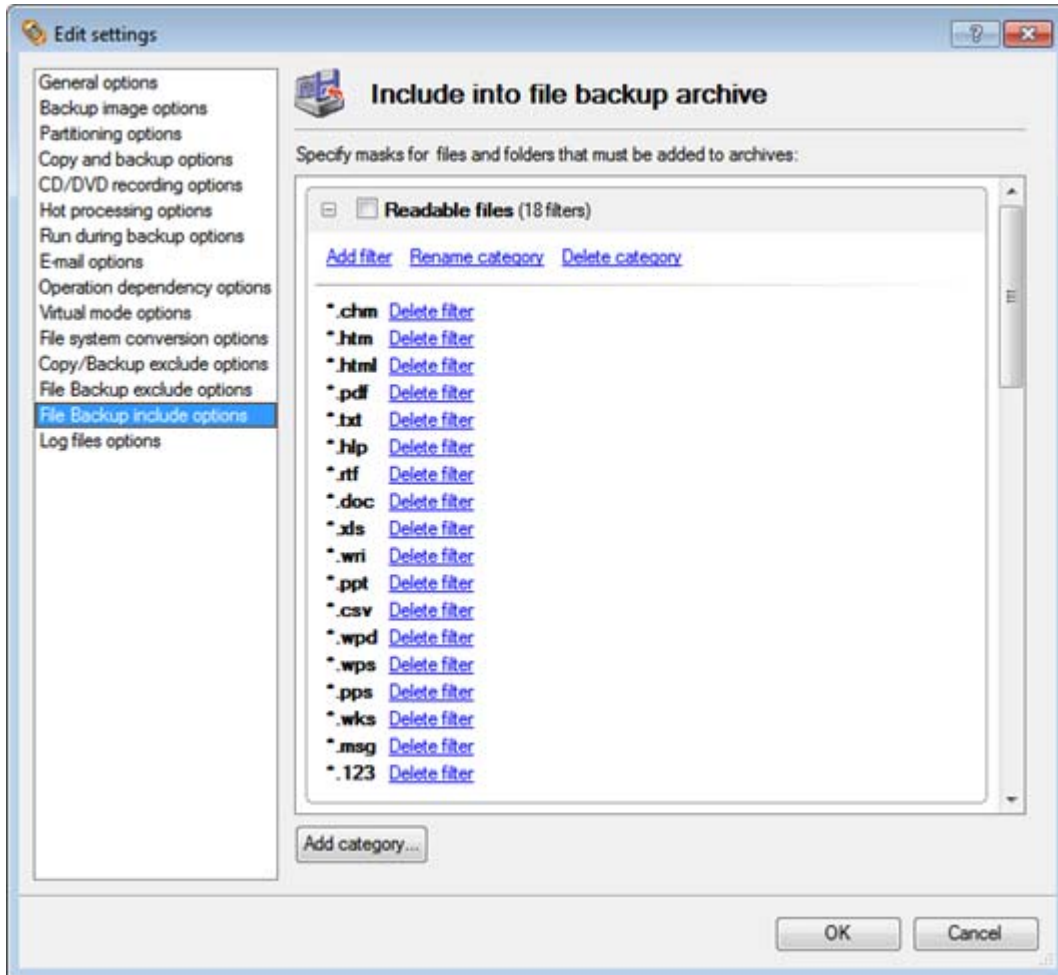 Edit settings
General options
Backup image options
Partitioning options
Copy and backup options
CD/DVD recording options
Hot processing options
Run during backup options
E-mail options
Operation dependency options
Virtual mode options
File system conversion options
Copy/Backup exclude options
File Backup exclude options
File Backup include options
Log files options
Include into file backup archive
Specify masks for files and folders that must be added to archives:
Readable files (18 filters)
Add filter Rename category Delete category
*.chm Delete filter
*.htm Delete filter
*.html Delete filter
*.pdf Delete filter
*.txt Delete filter
*.hlp Delete filter
*.rtf Delete filter
*.doc Delete filter
*.xls Delete filter
*.wri Delete filter
*.ppt Delete filter
*.csv Delete filter
*.wpd Delete filter
*.wps Delete filter
*.pps Delete filter
*.wks Delete filter
*.msg Delete filter
*.123 Delete filter
Add category...
OK Cancel